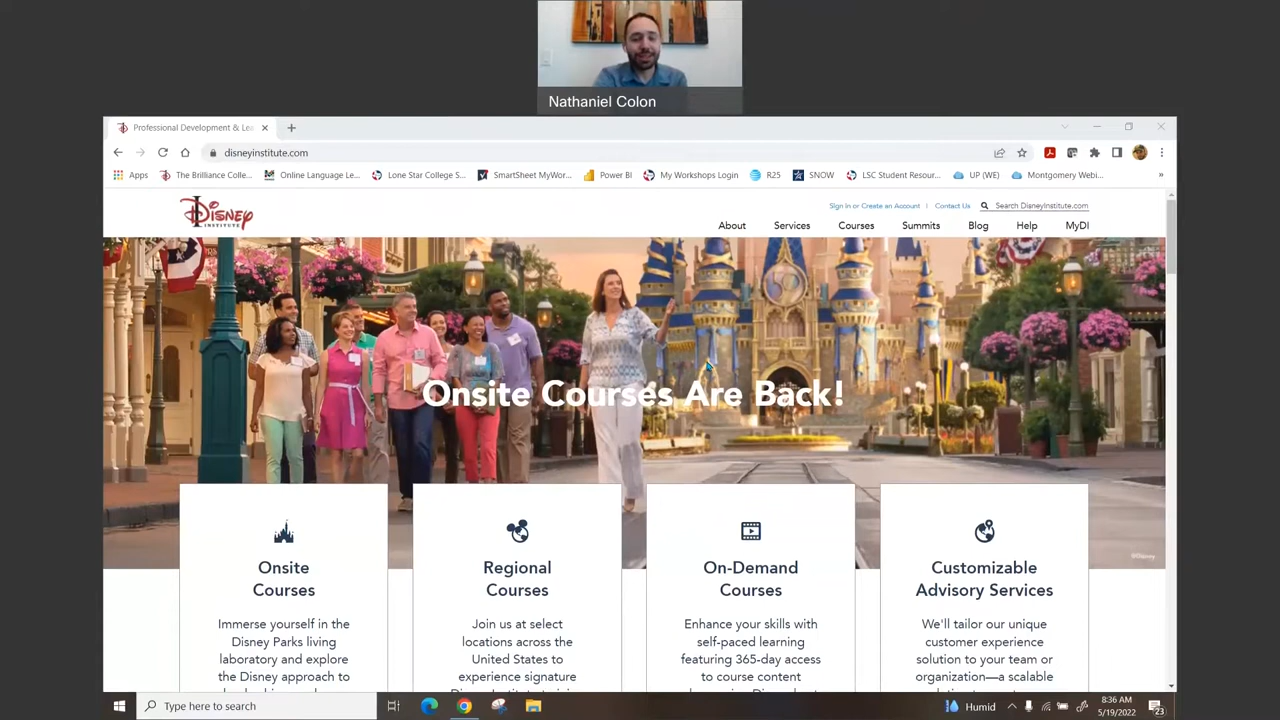 Nathaniel Colon
Professional Development & Lea
disneyinstitute.com
Apps
The Brilliance Colle...
Online Language Le...
Lone Star College S...
SmartSheet MyWor...
Power BI
My Workshops Login
R25
SNOW
LSC Student Resour...
UP (WE)
Montgomery Webi...
»
Disney
INSTITUTE
Sign In or Create an Account | Contact Us
Search DisneyInstitute.com
About
Services
Courses
Summits
Blog
Help
MyDI
Onsite Courses Are Back!
©Disney
Onsite
Courses
Immerse yourself in the
Disney Parks living
laboratory and explore
the Disney approach to
Regional
Courses
Join us at select
locations across the
United States to
experience signature
Disney Institute training
On-Demand
Courses
Enhance your skills with
self-paced learning
featuring 365-day access
to course content
Customizable
Advisory Services
We'll tailor our unique
customer experience
solution to your team or
organization—a scalable
Type here to search
Humid
8:36 AM
5/19/2022
23